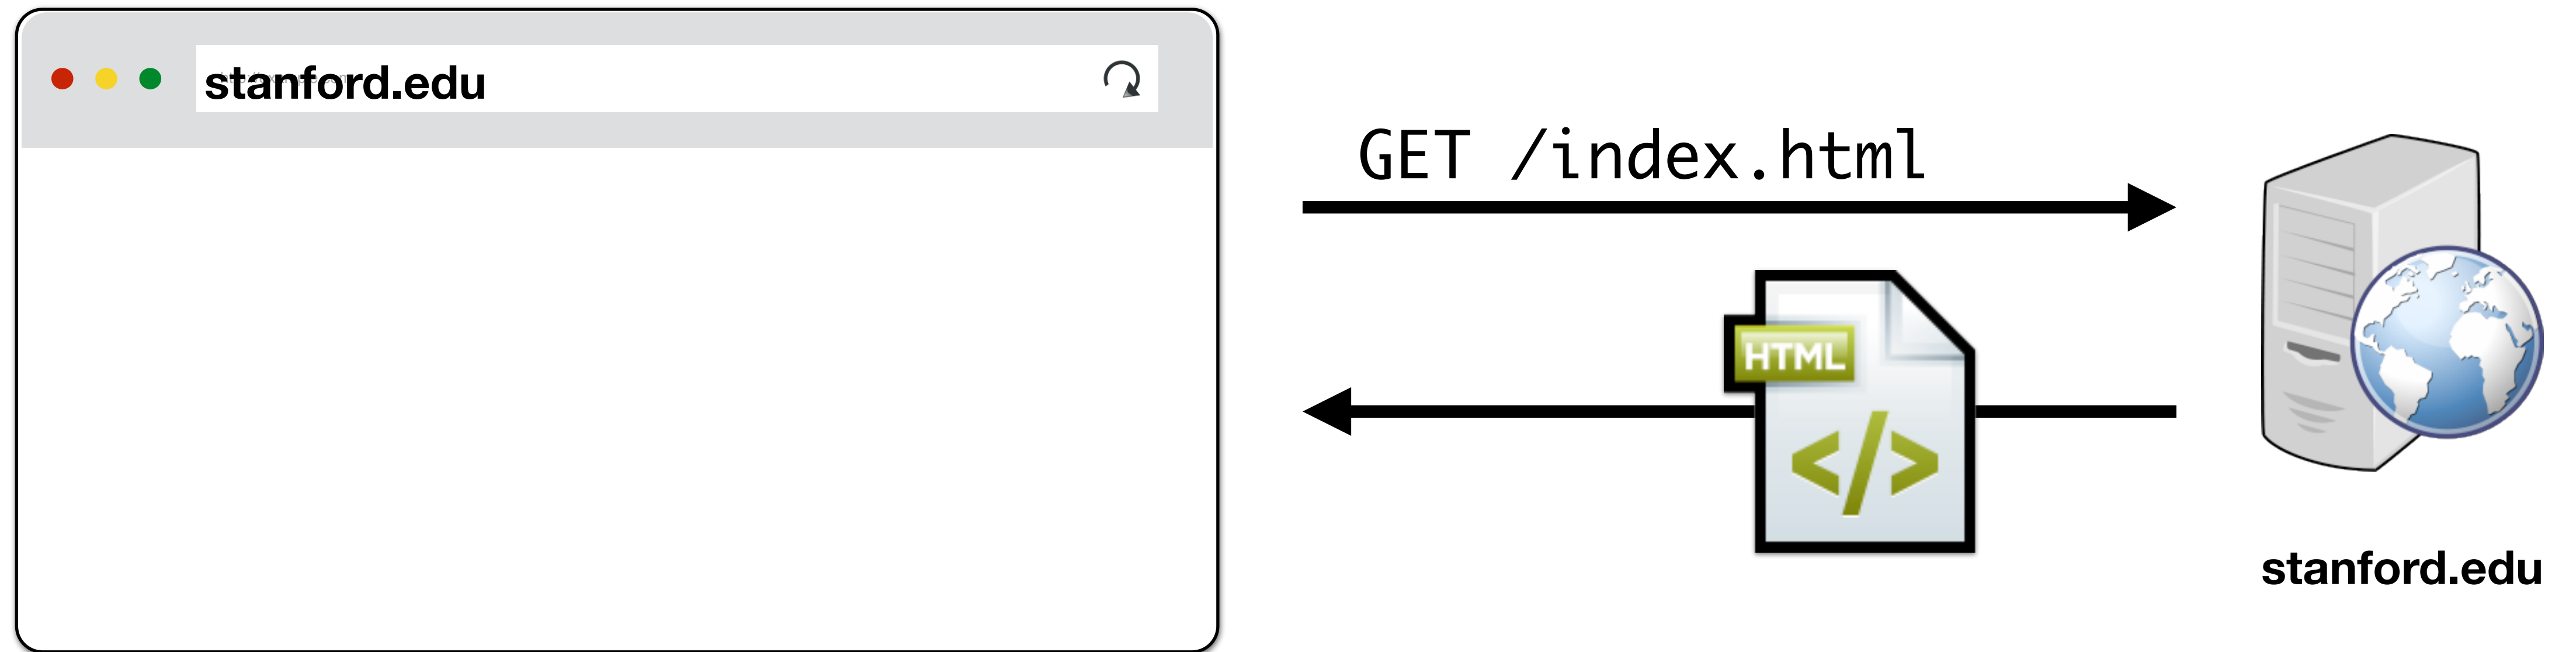 stanford.edu
GET /index.html
HTML
</>
stanford.edu